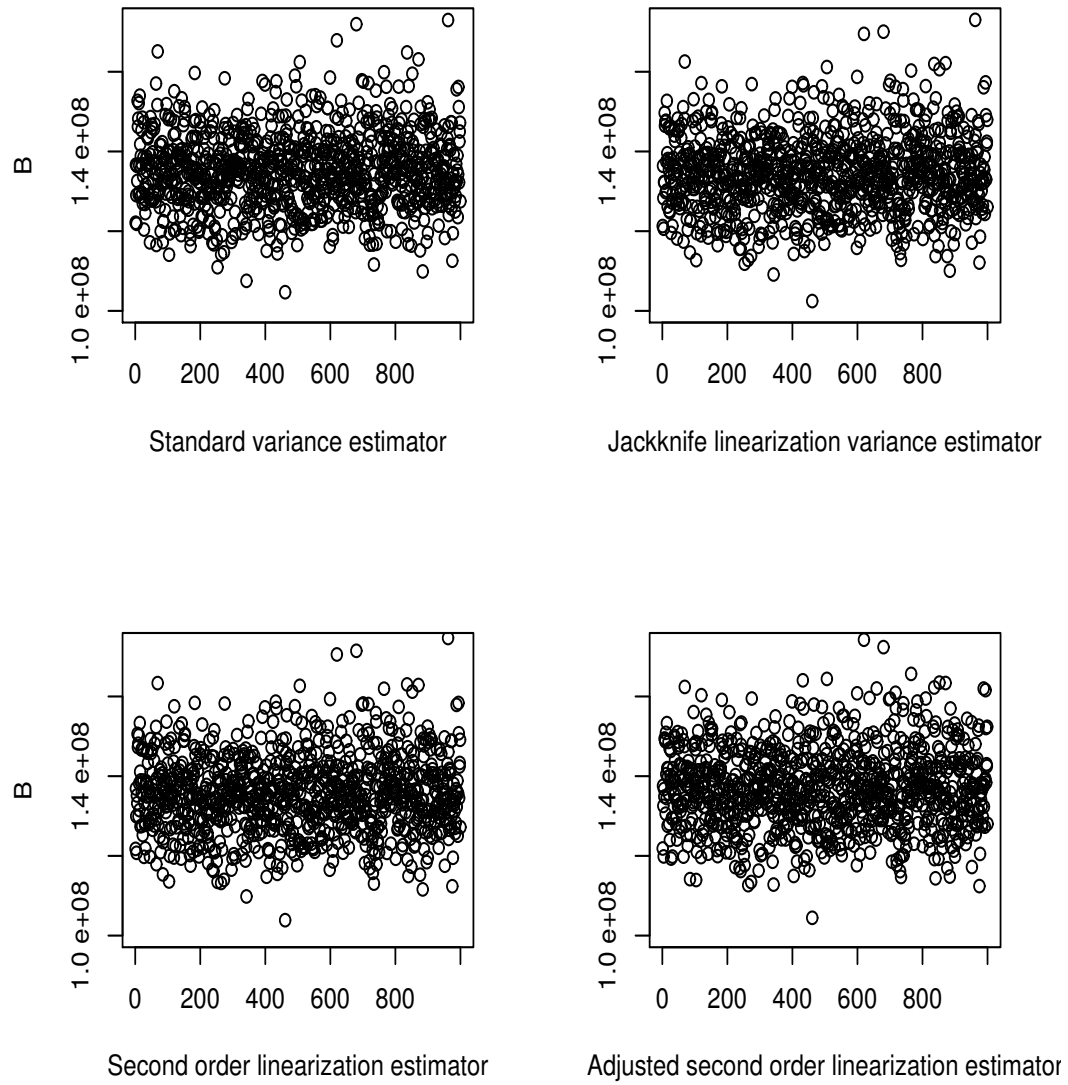 B
1.4 e+08
1.0 e+08
0 200 400 600 800
Standard variance estimator
1.4 e+08
1.0 e+08
0 200 400 600 800
Jackknife linearization variance estimator
B
1.4 e+08
1.0 e+08
0 200 400 600 800
Second order linearization estimator
1.4 e+08
1.0 e+08
0 200 400 600 800
Adjusted second order linearization estimator